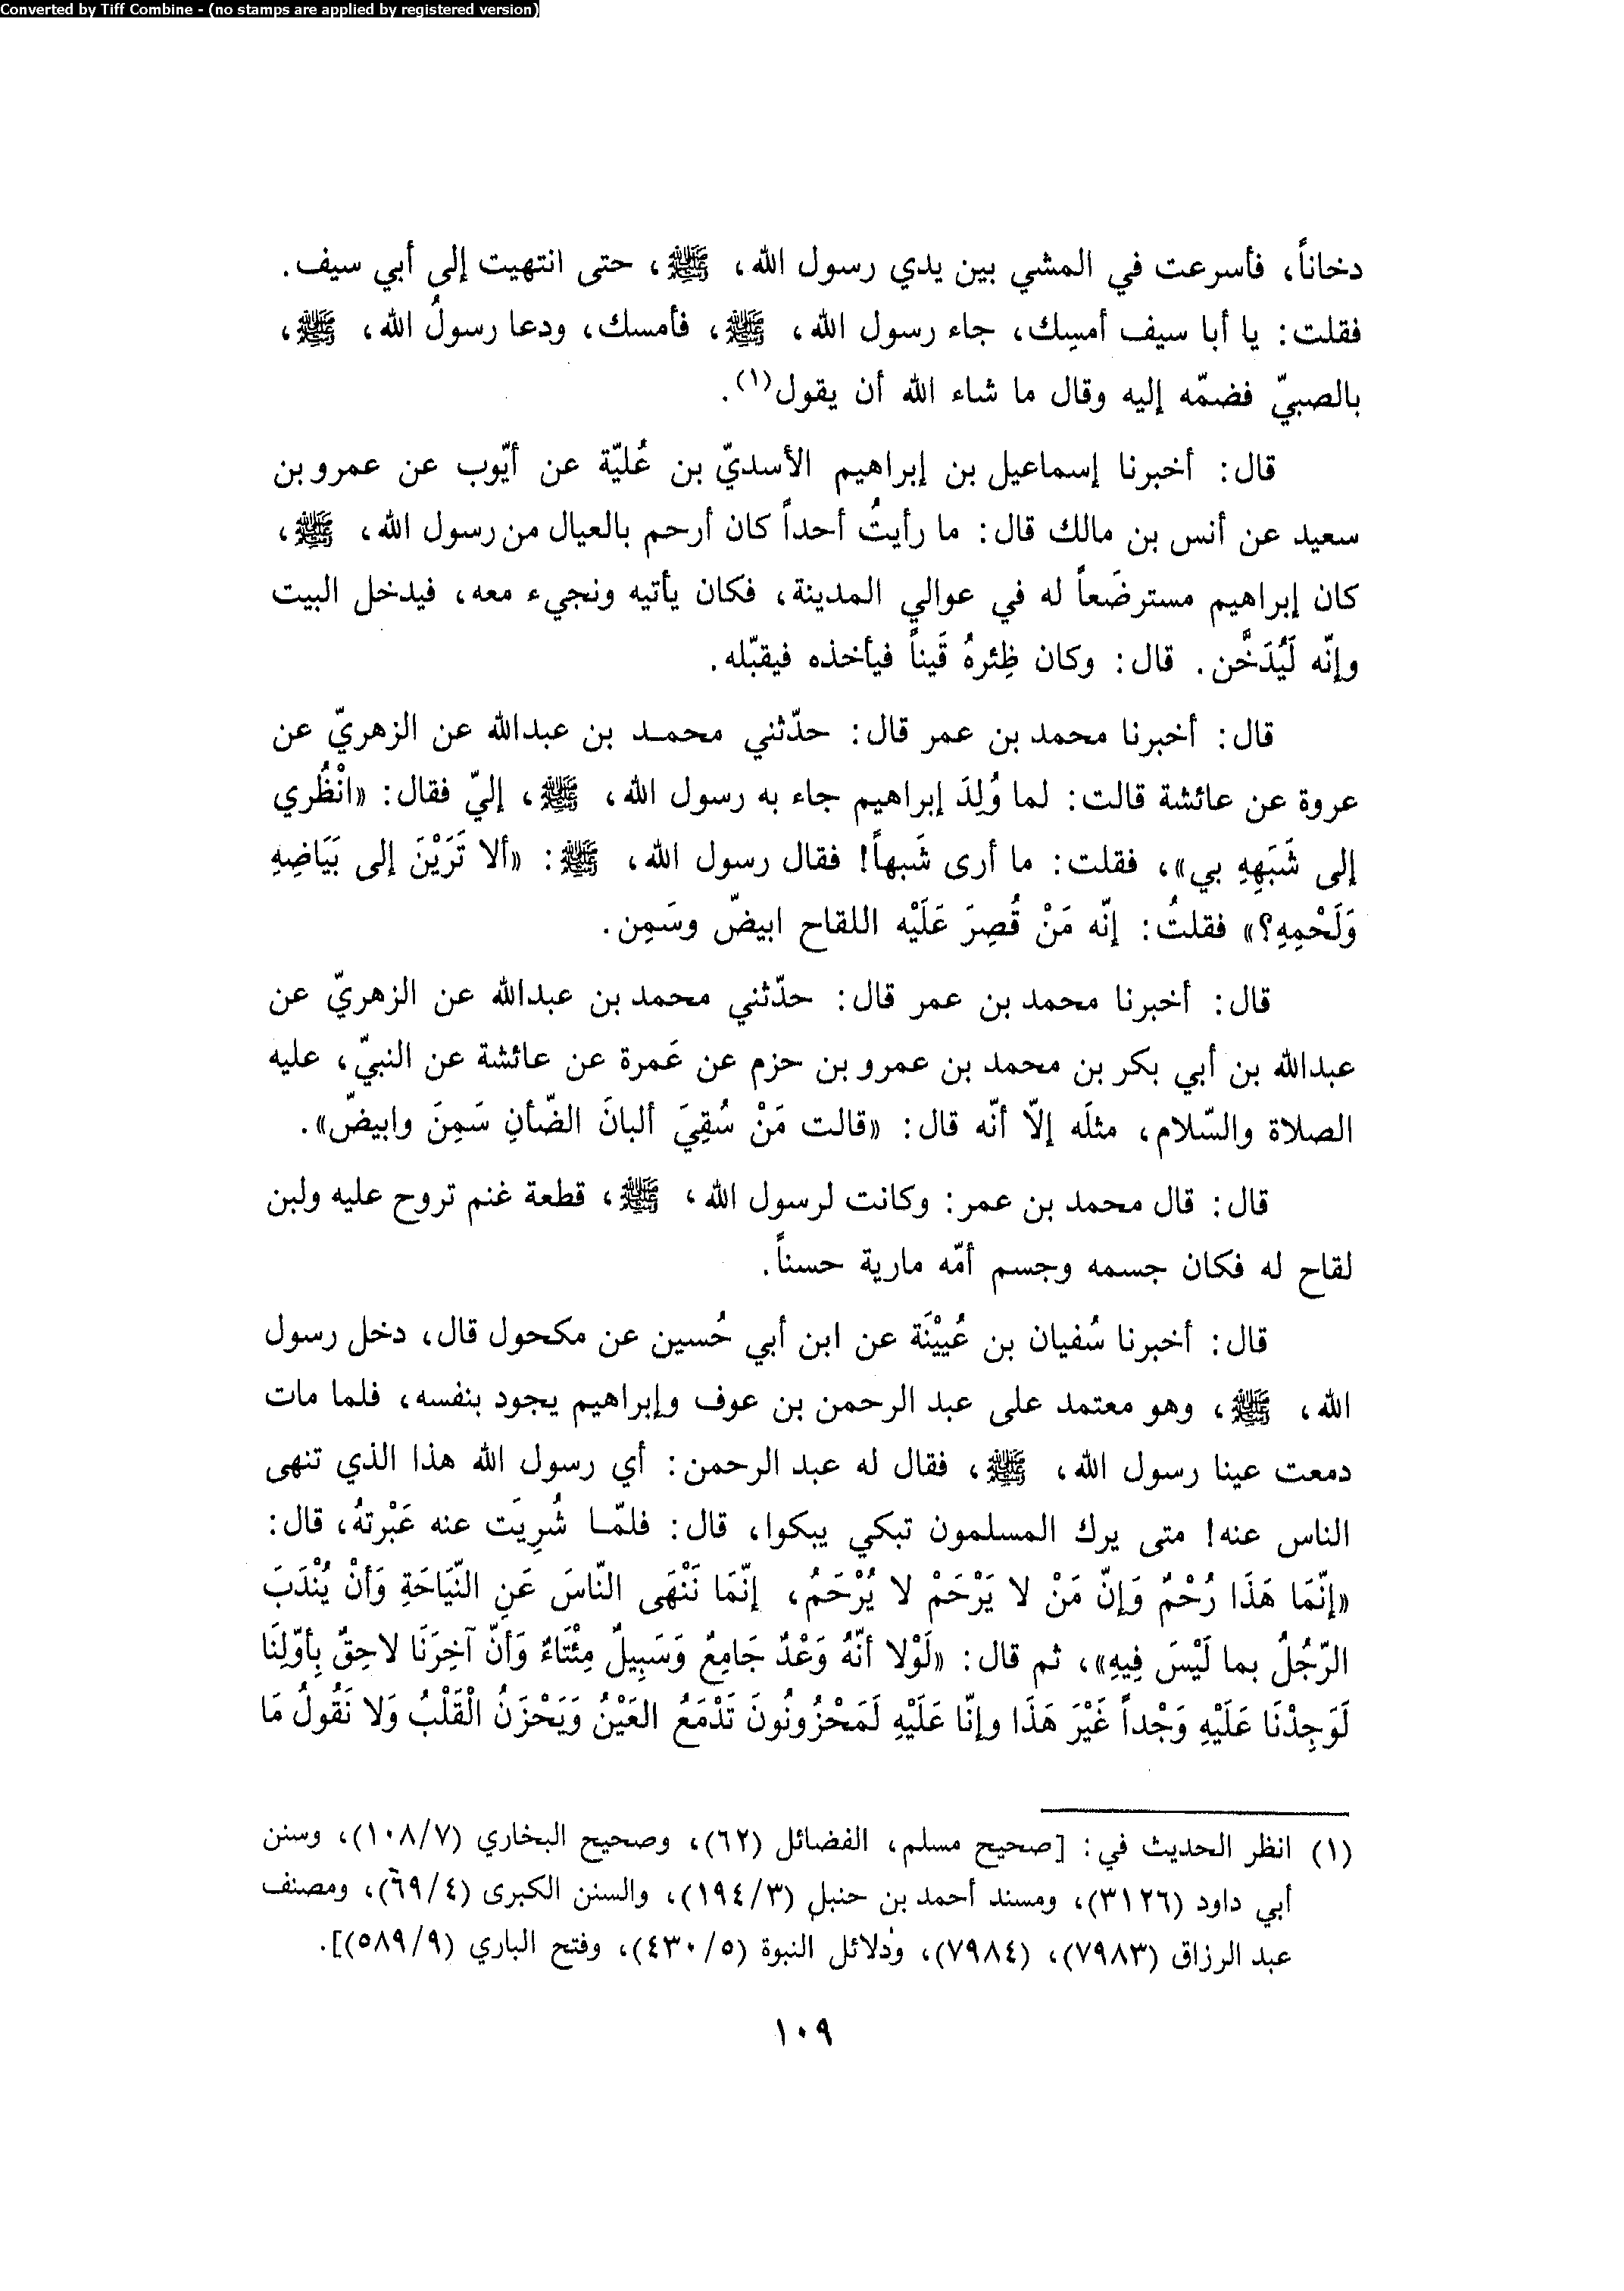 Converted by Tiff Combine - (no stamps are applied by registered version)
دخاناً، فأسرعت في المشي بين يدي رسول الله، ﷺ، حتى انتهيت إلى أبي سيف.
فقلت: يا أبا سيف أمسِك، جاء رسول الله، ﷺ، فأمسك، ودعا رسولُ الله، ﷺ،
بالصبيّ فضمّه إليه وقال ما شاء الله أن يقول(١).
قال: أخبرنا إسماعيل بن إبراهيم الأسديّ بن عُليّة عن أيّوب عن عمرو بن
سعيد عن أنس بن مالك قال: ما رأيتُ أحداً كان أرحم بالعيال من رسول الله، ﷺ،
كان إبراهيم مسترضَعاً له في عوالي المدينة، فكان يأتيه ونجيء معه، فيدخل البيت
وإنّه لَيُدَخَّن. قال: وكان ظِئرهُ قَيناً فيأخذه فيقبّله.
قال: أخبرنا محمد بن عمر قال: حدّثني محمد بن عبدالله عن الزهريّ عن
عروة عن عائشة قالت: لما وُلِدَ إبراهيم جاء به رسول الله، ﷺ، إليّ فقال: «انْظُري
إلى شَبَهِهِ بي»، فقلت: ما أرى شَبهاً! فقال رسول الله، ﷺ: «ألا تَرَيْنَ إلى بَيَاضِهِ
وَلَحْمِهِ؟» فقلتُ: إنّه مَنْ قُصِرَ عَلَيْه اللقاح ابيضّ وسَمِن.
قال: أخبرنا محمد بن عمر قال: حدّثني محمد بن عبدالله عن الزهريّ عن
عبدالله بن أبي بكر بن محمد بن عمرو بن حزم عن عَمرة عن عائشة عن النبيّ، عليه
الصلاة والسّلام، مثلَه إلاّ أنّه قال: «قالت مَنْ سُقِيَ ألبانَ الضّأنِ سَمِنَ وابيضّ».
قال: قال محمد بن عمر: وكانت لرسول الله، ﷺ، قطعة غنم تروح عليه ولبن
لقاح له فكان جسمه وجسم أمّه مارية حسناً.
قال: أخبرنا سُفيان بن عُيَيْنَة عن ابن أبي حُسين عن مكحول قال، دخل رسول
الله، ﷺ، وهو معتمد على عبد الرحمن بن عوف وإبراهيم يجود بنفسه، فلما مات
دمعت عينا رسول الله، ﷺ، فقال له عبد الرحمن: أي رسول الله هذا الذي تنهى
الناس عنه! متى يرك المسلمون تبكي يبكوا، قال: فلمّا شُرِيَت عنه عَبْرتهُ، قال:
«إنّمَا هَذَا رُحْمٌ وَإنّ مَنْ لا يَرْحَمْ لا يُرْحَمُ، إنّمَا نَنْهَى النّاسَ عَنِ النّيَاحَةِ وَأنْ يُنْدَبَ
الرّجُلُ بما لَيْسَ فِيهِ»، ثم قال: «لَوْلا أنّهُ وَعْدٌ جَامِعٌ وَسَبِيلٌ مِئْتَاءٌ وَأنّ آخِرَنَا لاحِقٌ بِأوّلِنَا
لَوَجِدْنَا عَلَيْهِ وَجْداً غَيْرَ هَذَا وإنّا عَلَيْهِ لَمَحْزُونُونَ تَدْمَعُ العَيْنُ وَيَحْزَنُ الْقَلْبُ وَلا نَقُولُ مَا
(١) انظر الحديث في: [صحيح مسلم، الفضائل (٦٢)، وصحيح البخاري (١٠٨/٧)، وسنن
أبي داود (٣١٢٦)، ومسند أحمد بن حنبل (١٩٤/٣)، والسنن الكبرى (٦٩/٤)، ومصنف
عبد الرزاق (٧٩٨٣)، (٧٩٨٤)، ودلائل النبوة (٤٣٠/٥)، وفتح الباري (٥٨٩/٩)].
١٠٩